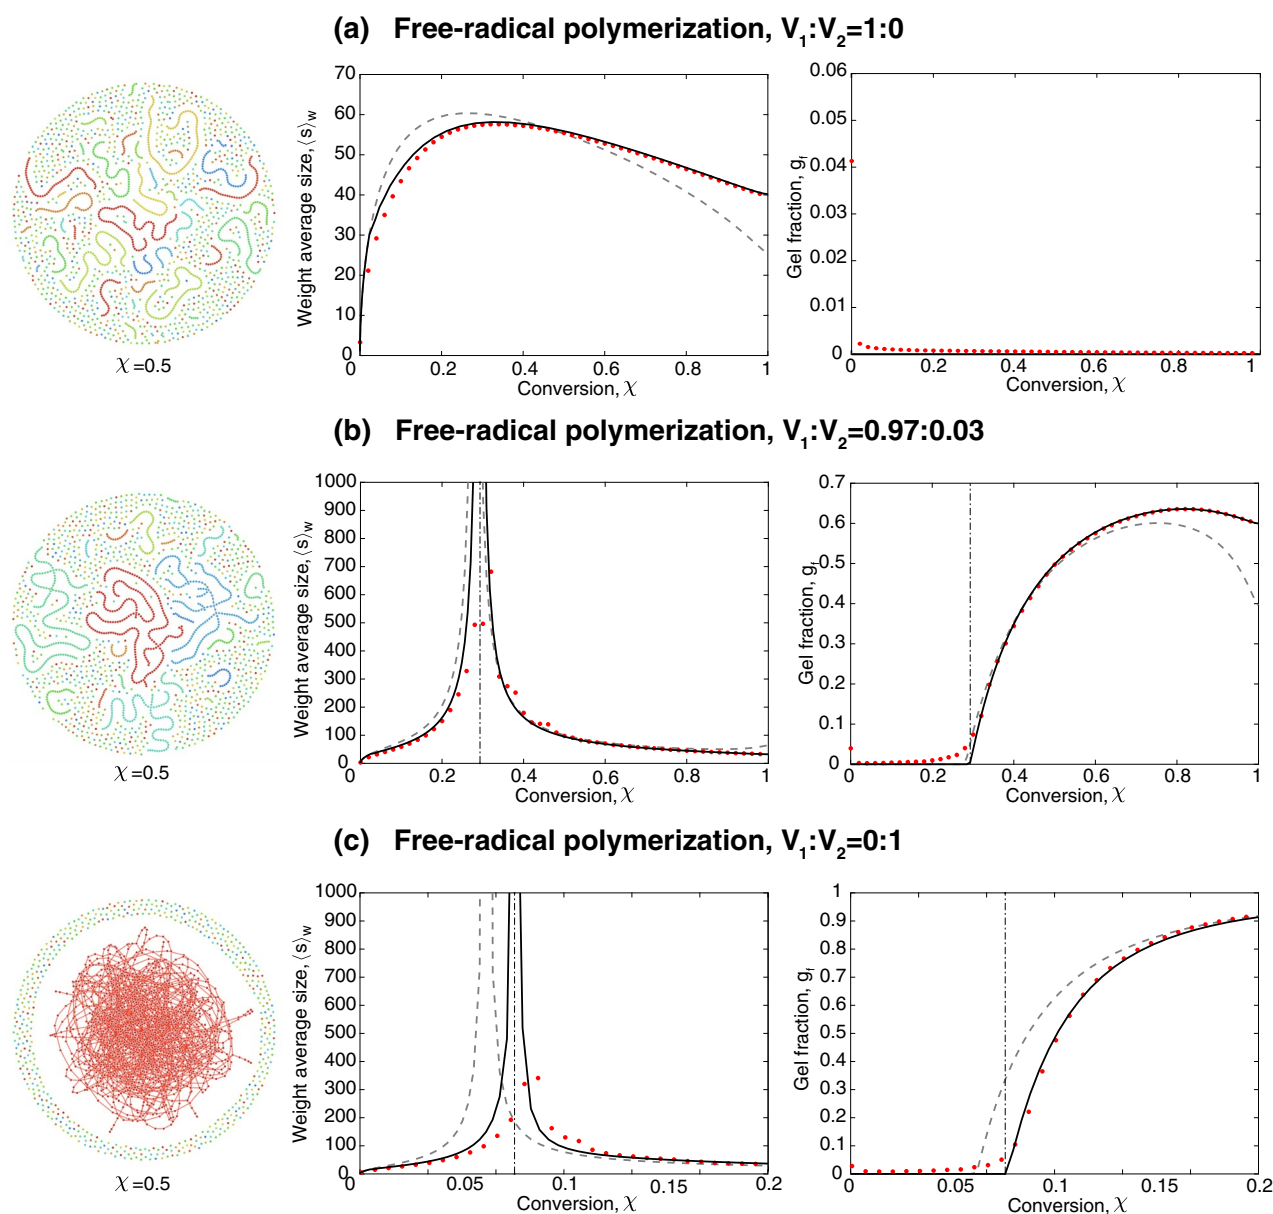 (a) Free-radical polymerization, V1:V2=1:0
χ=0.5
Weight average size, ⟨s⟩w
70
60
50
40
30
20
10
0
0 0.2 0.4 0.6 0.8 1
Conversion, χ
Gel fraction, gf
0.06
0.05
0.04
0.03
0.02
0.01
0
0 0.2 0.4 0.6 0.8 1
Conversion, χ
(b) Free-radical polymerization, V1:V2=0.97:0.03
χ=0.5
Weight average size, ⟨s⟩w
1000
900
800
700
600
500
400
300
200
100
0
0 0.2 0.4 0.6 0.8 1
Conversion, χ
Gel fraction, gf
0.7
0.6
0.5
0.4
0.3
0.2
0.1
0
0 0.2 0.4 0.6 0.8 1
Conversion, χ
(c) Free-radical polymerization, V1:V2=0:1
χ=0.5
Weight average size, ⟨s⟩w
1000
900
800
700
600
500
400
300
200
100
0
0 0.05 0.1 0.15 0.2
Conversion, χ
Gel fraction, gf
1
0.9
0.8
0.7
0.6
0.5
0.4
0.3
0.2
0.1
0
0 0.05 0.1 0.15 0.2
Conversion, χ